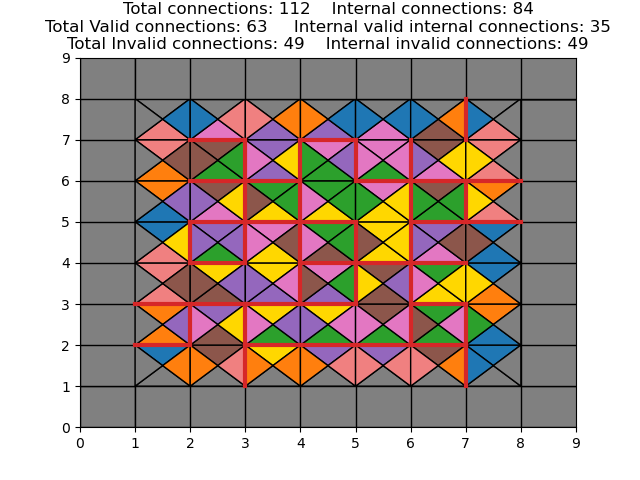 Total connections: 112    Internal connections: 84
Total Valid connections: 63     Internal valid internal connections: 35
Total Invalid connections: 49    Internal invalid connections: 49
9
8
7
6
5
4
3
2
1
0
0 1 2 3 4 5 6 7 8 9